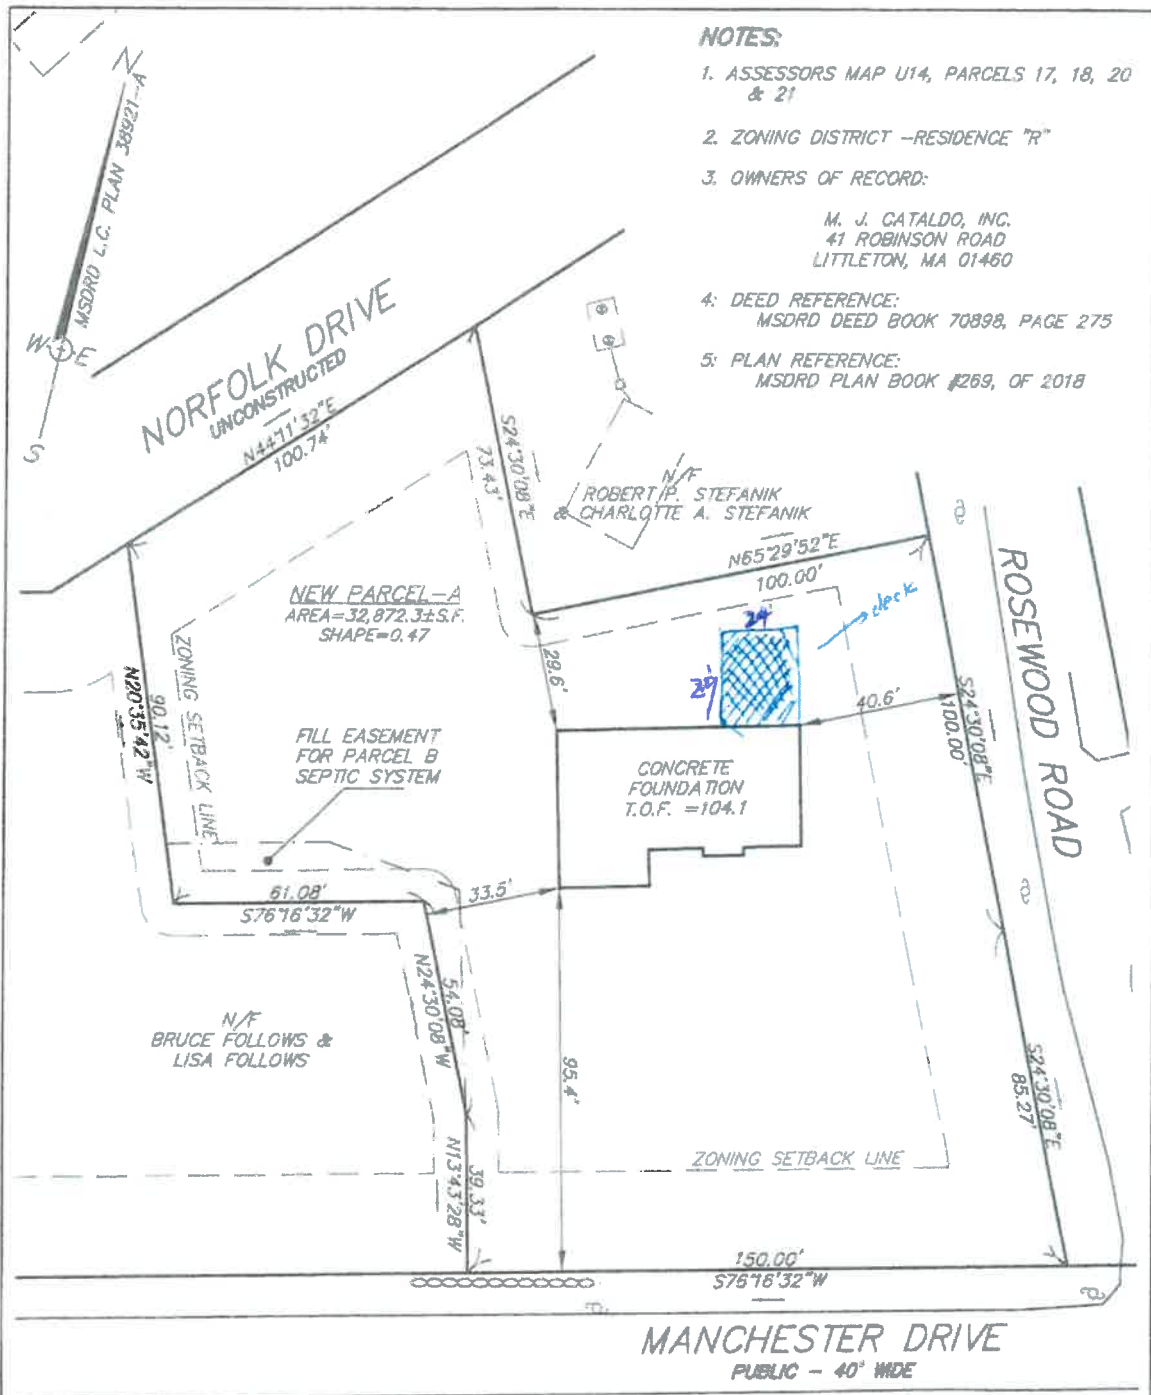 NOTES:
1. ASSESSORS MAP U14, PARCELS 17, 18, 20
& 21
2. ZONING DISTRICT -RESIDENCE "R"
3. OWNERS OF RECORD:
M. J. CATALDO, INC.
41 ROBINSON ROAD
LITTLETON, MA 01460
4: DEED REFERENCE:
MSDRD DEED BOOK 70898, PAGE 275
5: PLAN REFERENCE:
MSDRD PLAN BOOK #269, OF 2018
N
MSDRD L.C. PLAN 38921-A
W
E
S
NORFOLK DRIVE
UNCONSTRUCTED
N44°11'32"E
100.74'
S24°30'08"E
73.43'
N/F
ROBERT P. STEFANIK
& CHARLOTTE A. STEFANIK
N65°29'52"E
100.00'
NEW PARCEL-A
AREA=32,872.3±S.F.
SHAPE=0.47
ZONING SETBACK LINE
90.12'
N20°35'42"W
29.6'
24'
deck
40.6'
S24°30'08"E
100.00'
ROSEWOOD ROAD
FILL EASEMENT
FOR PARCEL B
SEPTIC SYSTEM
CONCRETE
FOUNDATION
T.O.F. =104.1
61.08'
S76°16'32"W
33.5'
N/F
BRUCE FOLLOWS &
LISA FOLLOWS
54.08'
N24°30'08"W
95.4'
S24°30'08"E
85.27'
39.33'
N13°43'28"W
ZONING SETBACK LINE
150.00'
S76°16'32"W
MANCHESTER DRIVE
PUBLIC - 40' WIDE